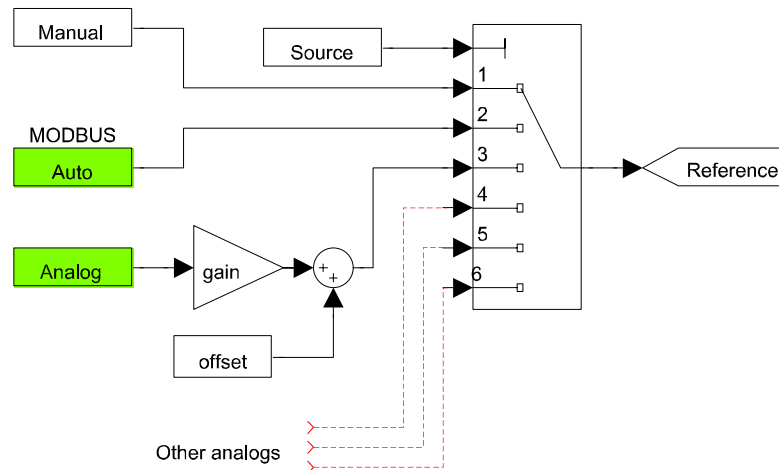 Manual
Source
1
2
MODBUS
Auto
3
Reference
4
5
Analog
gain
+
+
6
offset
Other analogs